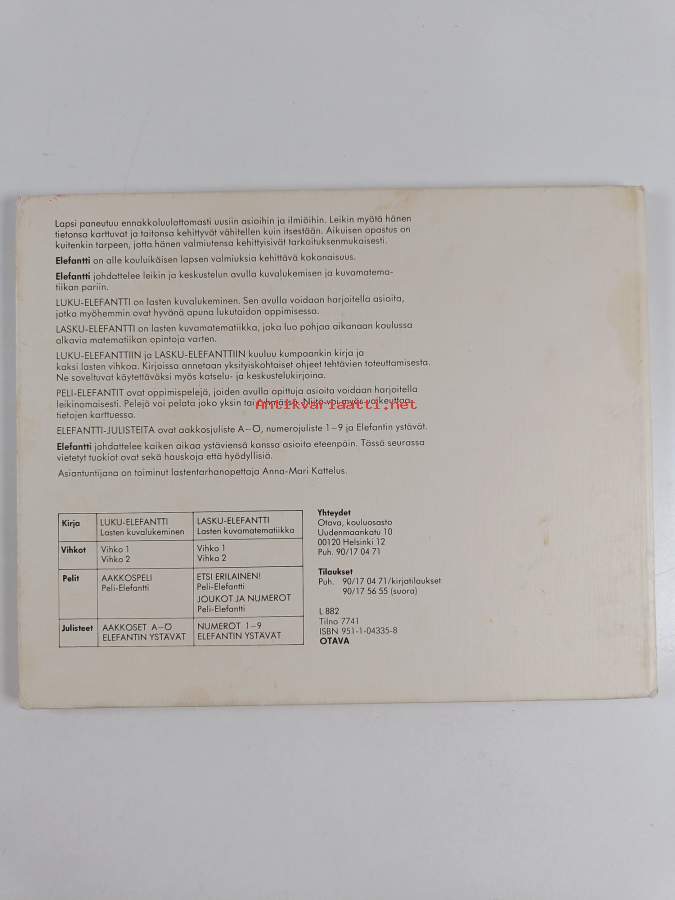 Lapsi paneutuu ennakkoluulottomasti uusiin asioihin ja ilmiöihin. Leikin myötä hänen
tietonsa karttuvat ja taitonsa kehittyvät vähitellen kuin itsestään. Aikuisen opastus on
kuitenkin tarpeen, jotta hänen valmiutensa kehittyisivät tarkoituksenmukaisesti.
Elefantti on alle kouluikäisen lapsen valmiuksia kehittävä kokonaisuus.
Elefantti johdattelee leikin ja keskustelun avulla kuvalukemisen ja kuvamatema-
tiikan pariin.
LUKU-ELEFANTTI on lasten kuvalukeminen. Sen avulla voidaan harjoitella asioita,
jotka myöhemmin ovat hyvänä apuna lukutaidon oppimisessa.
LASKU-ELEFANTTI on lasten kuvamatematiikka, joka luo pohjaa aikanaan koulussa
alkavia matematiikan opintoja varten.
LUKU-ELEFANTTIIN ja LASKU-ELEFANTTIIN kuuluu kumpaankin kirja ja
kaksi lasten vihkoa. Kirjoissa annetaan yksityiskohtaiset ohjeet tehtävien toteuttamisesta.
Ne soveltuvat käytettäväksi myös katselu- ja keskustelukirjoina.
PELI-ELEFANTIT ovat oppimispelejä, joiden avulla opittuja asioita voidaan harjoitella
leikinomaisesti. Pelejä voi pelata joko yksin tai ryhmässä. Niitä voi myös vaikeuttaa
tietojen karttuessa.
Antikvariaatti.net
ELEFANTTI-JULISTEITA ovat aakkosjuliste A–Ö, numerojuliste 1–9 ja Elefantin ystävät.
Elefantti johdattelee kaiken aikaa ystäviensä kanssa asioita eteenpäin. Tässä seurassa
vietetyt tuokiot ovat sekä hauskoja että hyödyllisiä.
Asiantuntijana on toiminut lastentarhanopettaja Anna-Mari Kattelus.
Kirja LUKU-ELEFANTTI LASKU-ELEFANTTI
Lasten kuvalukeminen Lasten kuvamatematiikka
Vihkot Vihko 1 Vihko 1
Vihko 2 Vihko 2
Pelit AAKKOSPELI ETSI ERILAINEN!
Peli-Elefantti Peli-Elefantti
JOUKOT JA NUMEROT
Peli-Elefantti
Julisteet AAKKOSET A–Ö NUMEROT 1–9
ELEFANTIN YSTÄVÄT ELEFANTIN YSTÄVÄT
Yhteydet
Otava, kouluosasto
Uudenmaankatu 10
00120 Helsinki 12
Puh. 90/17 04 71
Tilaukset
Puh. 90/17 04 71/kirjatilaukset
90/17 56 55 (suora)
L 882
Tilno 7741
ISBN 951-1-04335-8
OTAVA